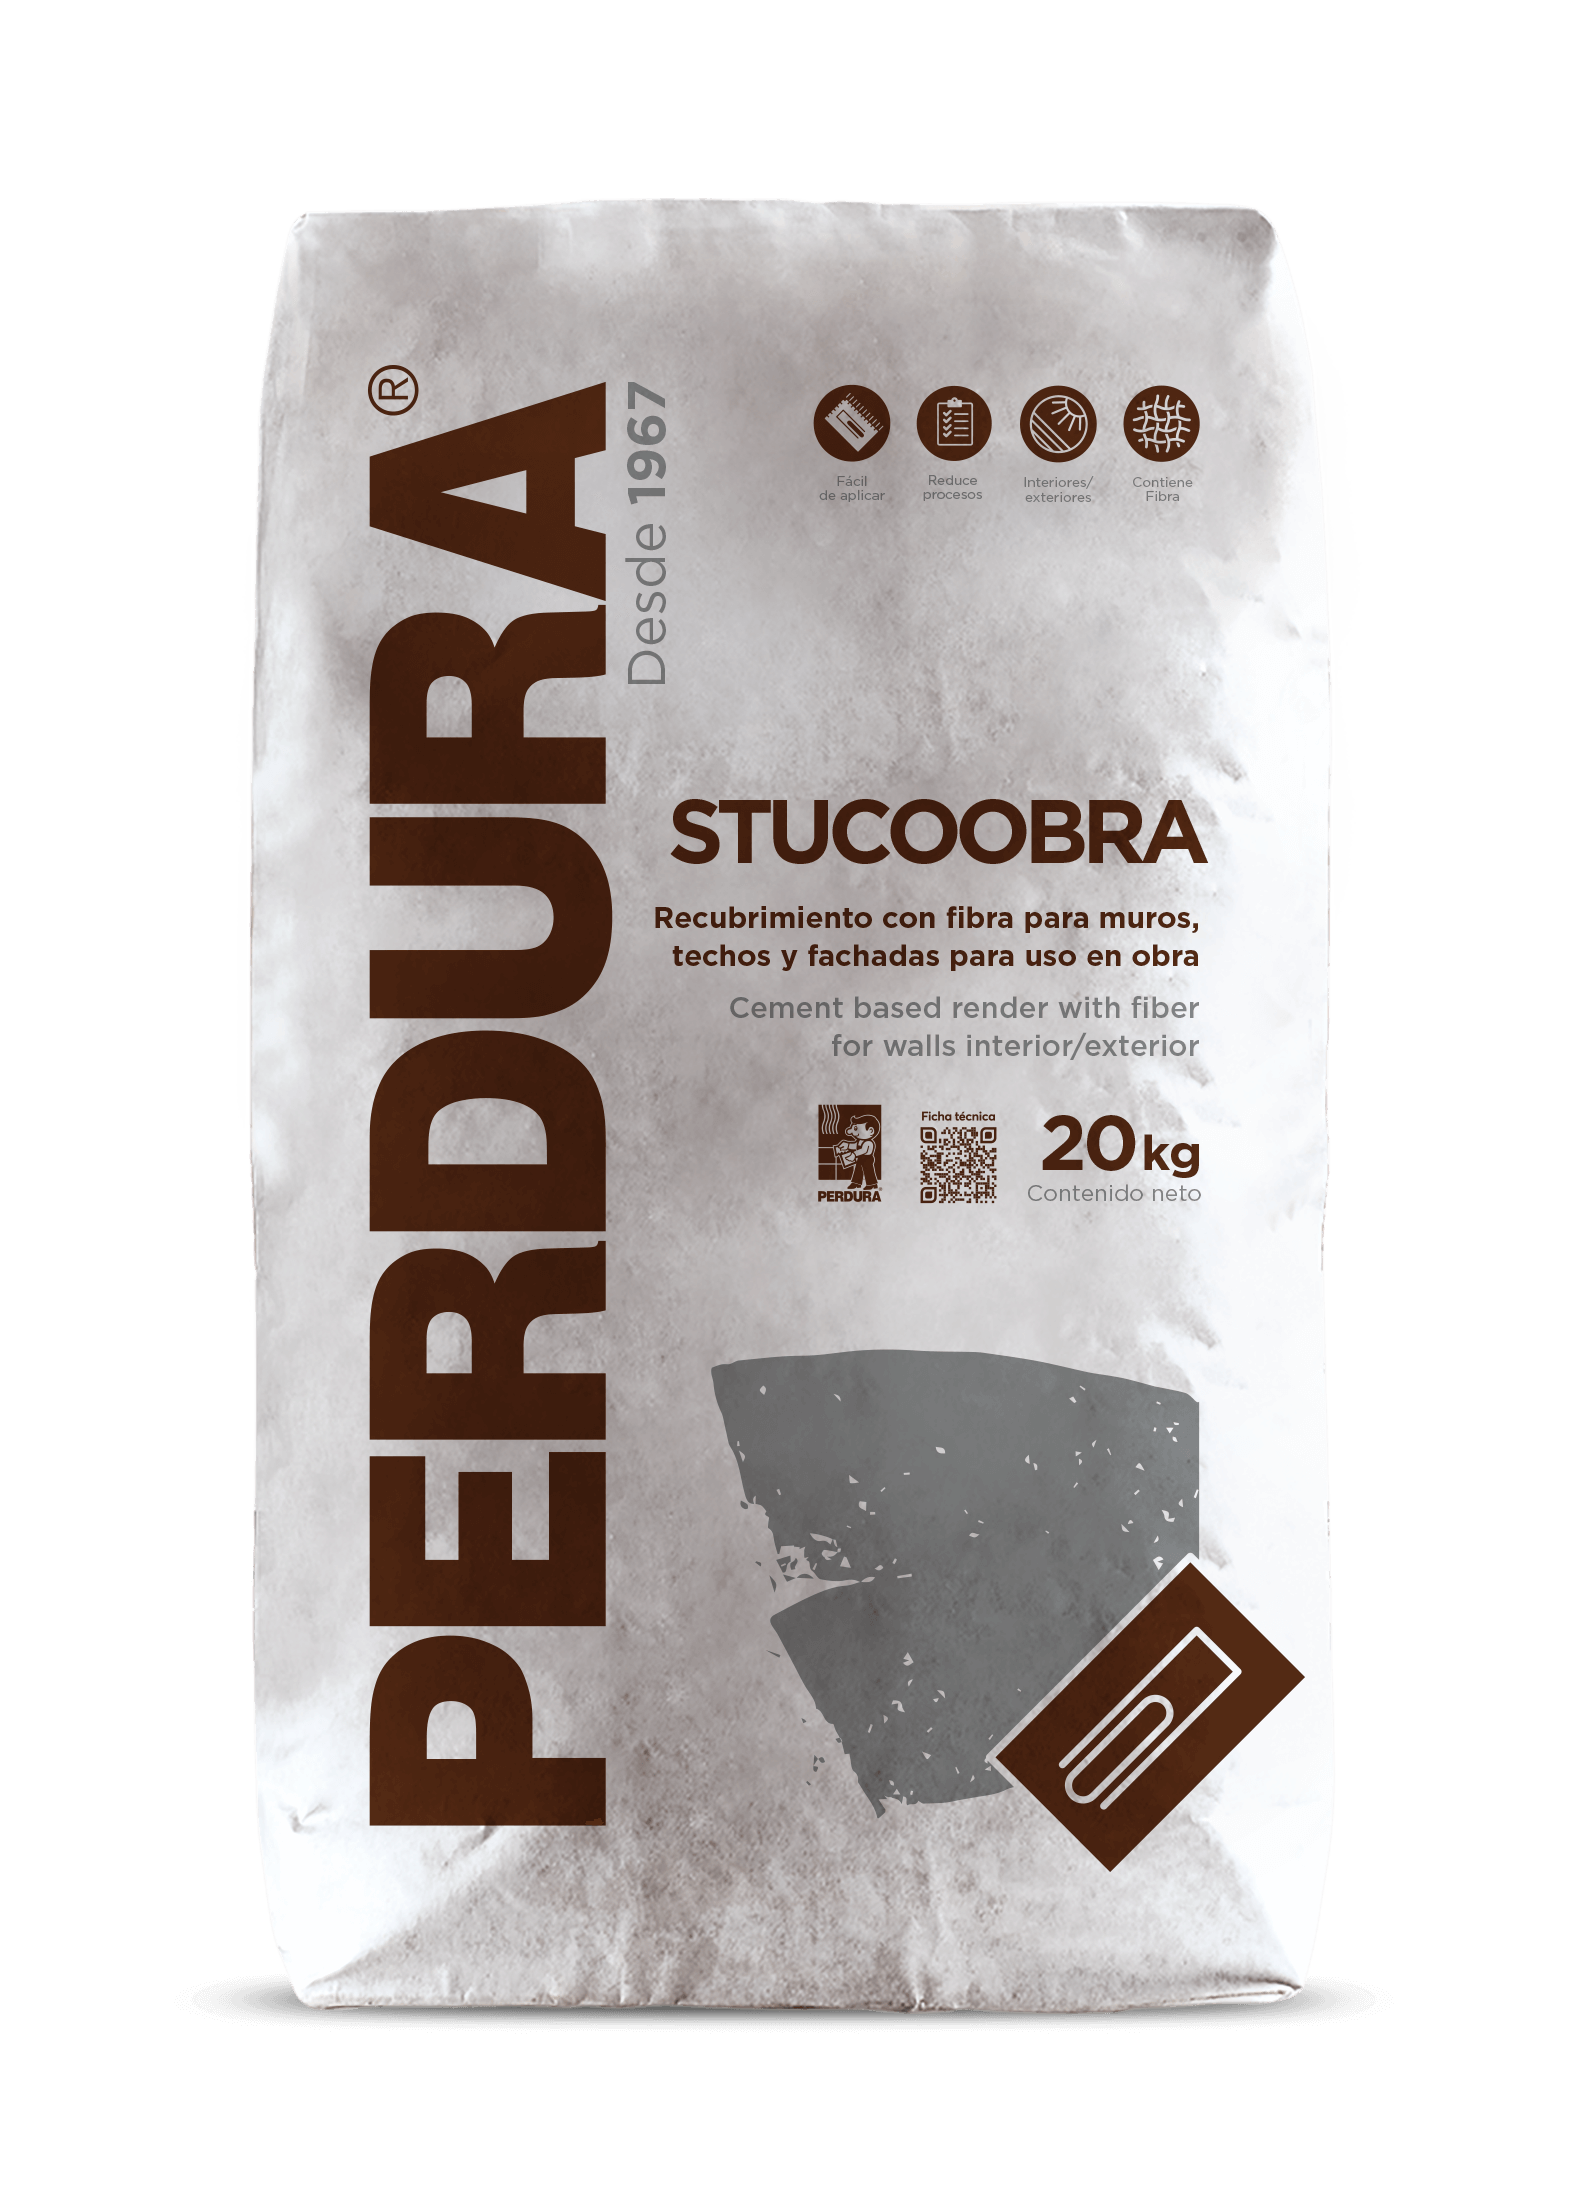 PERDURA®
Desde 1967
Fácil
de aplicar
Reduce
procesos
Interiores/
exteriores
Contiene
Fibra
STUCOOBRA
Recubrimiento con fibra para muros,
techos y fachadas para uso en obra
Cement based render with fiber
for walls interior/exterior
PERDURA
Ficha técnica
20kg
Contenido neto